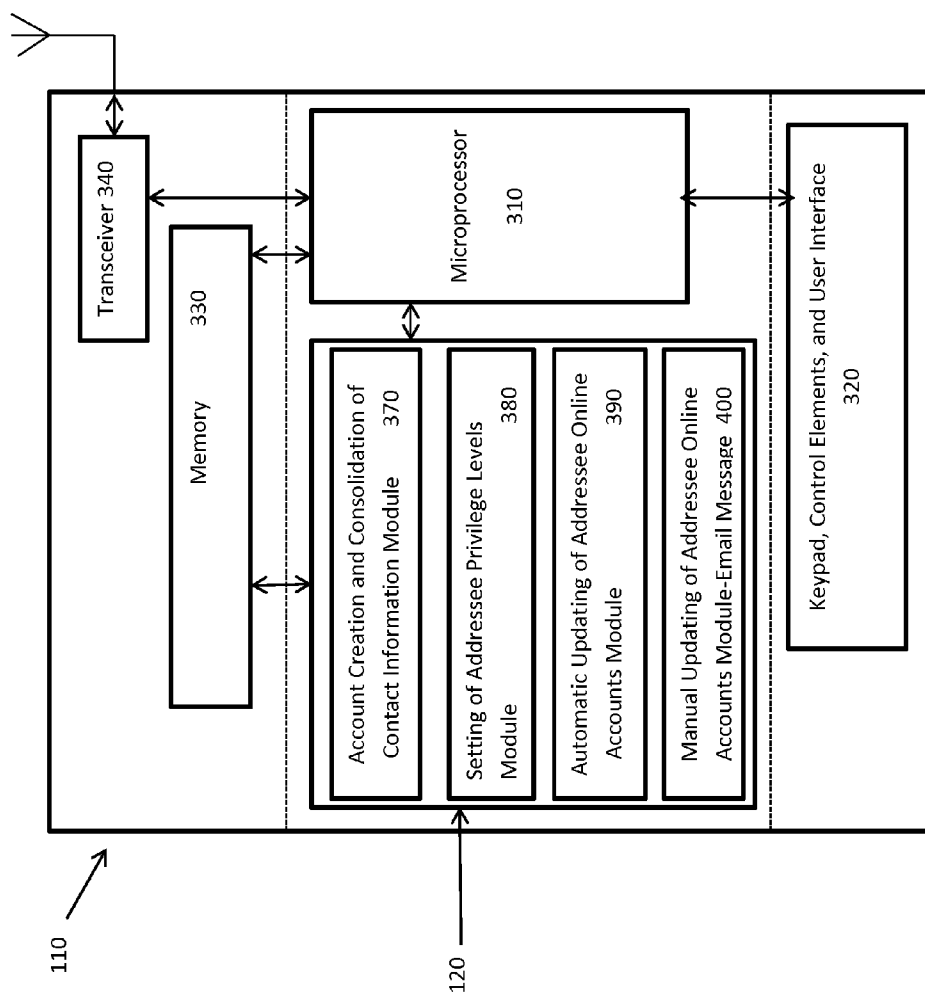 110
120
Transceiver 340
Memory 330
Account Creation and Consolidation of
Contact Information Module 370
Setting of Addressee Privilege Levels
Module 380
Automatic Updating of Addressee Online
Accounts Module 390
Manual Updating of Addressee Online
Accounts Module-Email Message 400
Microprocessor
310
Keypad, Control Elements, and User Interface
320